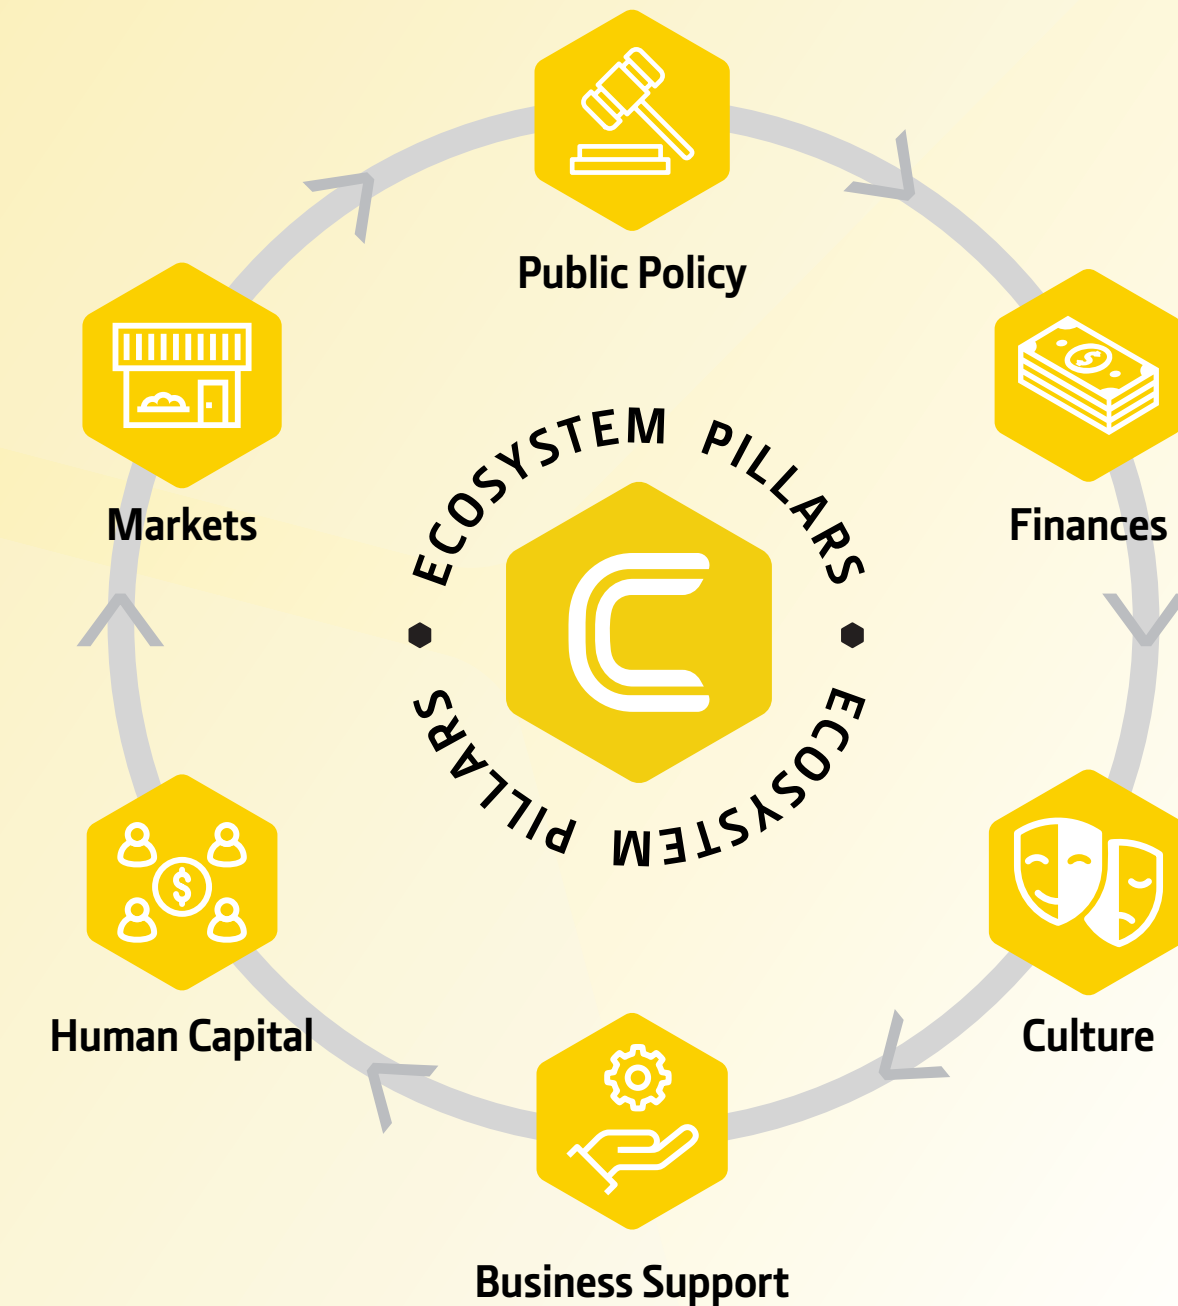 Public Policy
Markets
Finances
ECOSYSTEM PILLARS
C
ECOSYSTEM PILLARS
Human Capital
Culture
Business Support